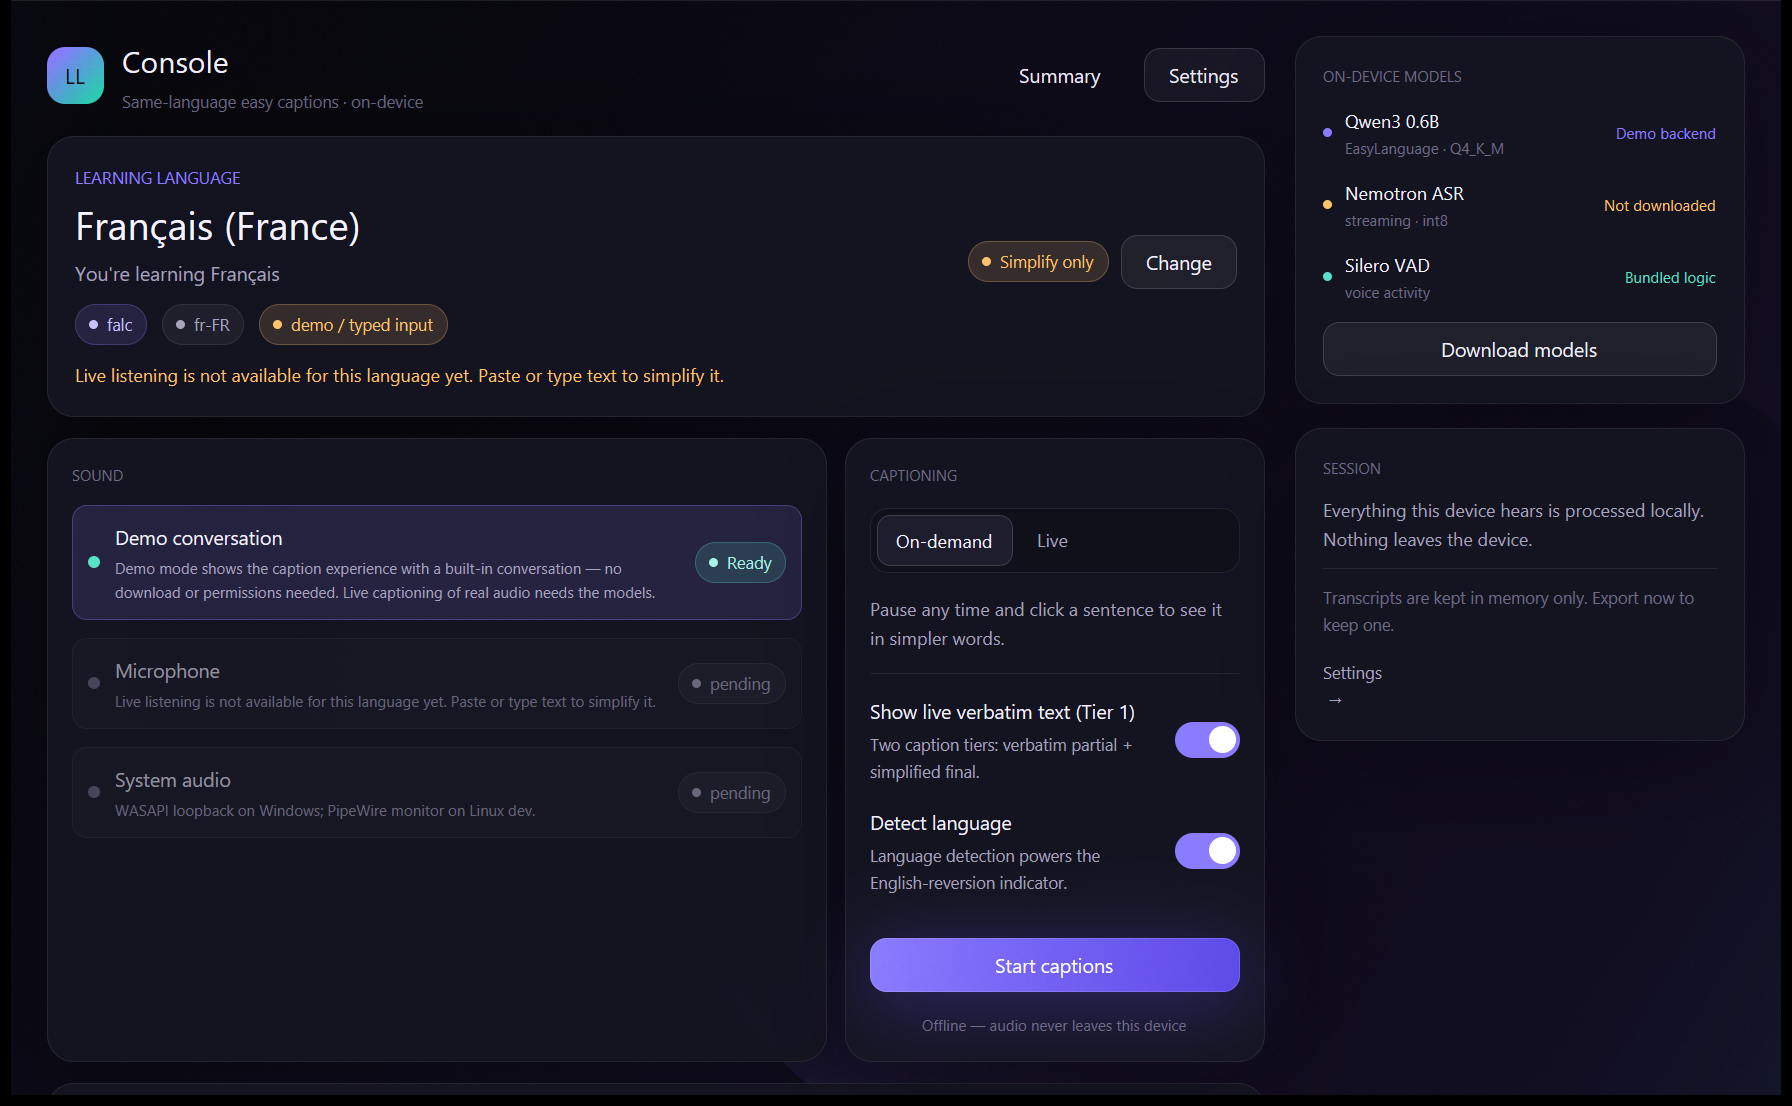 LL
Console
Same-language easy captions · on-device
Summary
Settings
LEARNING LANGUAGE
Français (France)
You're learning Français
falc
fr-FR
demo / typed input
Live listening is not available for this language yet. Paste or type text to simplify it.
Simplify only
Change
SOUND
Demo conversation
Demo mode shows the caption experience with a built-in conversation — no
download or permissions needed. Live captioning of real audio needs the models.
Ready
Microphone
Live listening is not available for this language yet. Paste or type text to simplify it.
pending
System audio
WASAPI loopback on Windows; PipeWire monitor on Linux dev.
pending
CAPTIONING
On-demand
Live
Pause any time and click a sentence to see it
in simpler words.
Show live verbatim text (Tier 1)
Two caption tiers: verbatim partial +
simplified final.
Detect language
Language detection powers the
English-reversion indicator.
Start captions
Offline — audio never leaves this device
ON-DEVICE MODELS
Qwen3 0.6B
EasyLanguage · Q4_K_M
Demo backend
Nemotron ASR
streaming · int8
Not downloaded
Silero VAD
voice activity
Bundled logic
Download models
SESSION
Everything this device hears is processed locally.
Nothing leaves the device.
Transcripts are kept in memory only. Export now to
keep one.
Settings
→